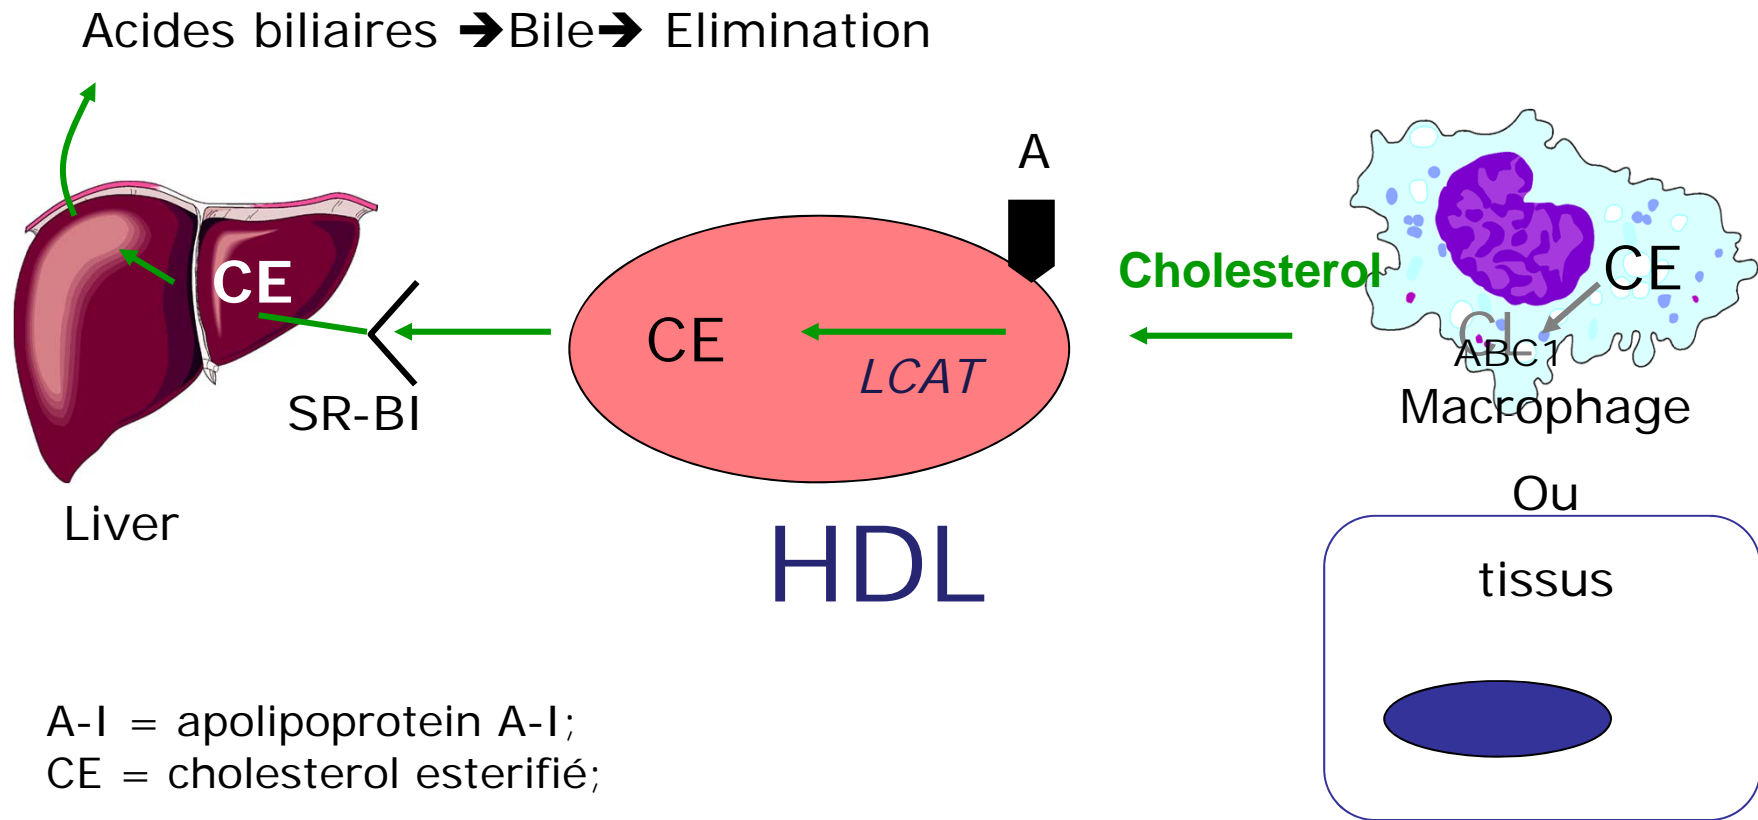 Acides biliaires ➔Bile➔ Elimination
A
Cholesterol
CE
CE
CE
CL
LCAT
ABC1
SR-BI
Macrophage
Liver
Ou
HDL
tissus
A-I = apolipoprotein A-I;
CE = cholesterol esterifié;